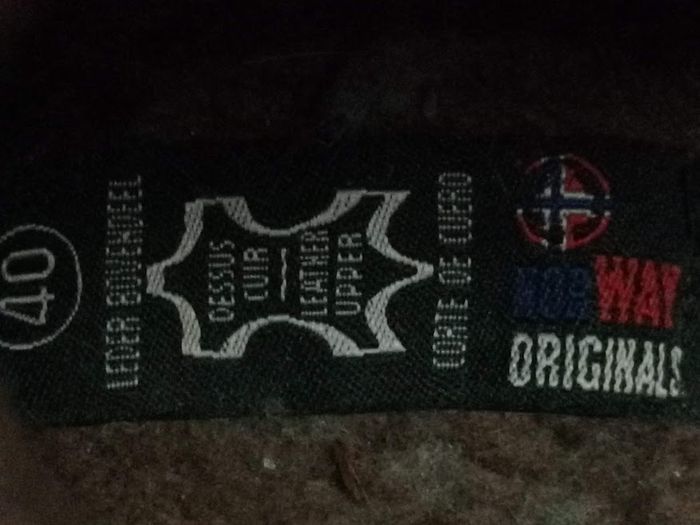 40
LEDER BOVENDEEL
DESSUS
CUIR
LEATHER
UPPER
CORTE DE CUERO
NORWAY
ORIGINALS